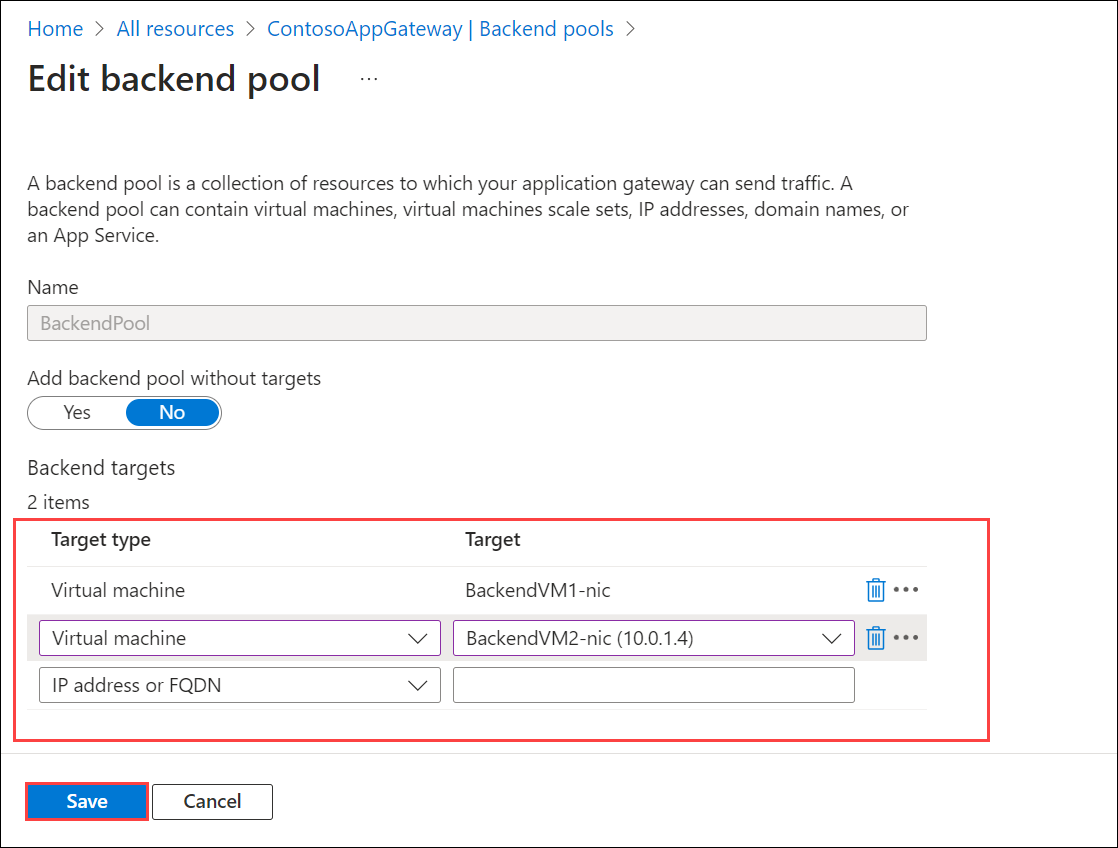 Home > All resources > ContosoAppGateway | Backend pools >
Edit backend pool ...
A backend pool is a collection of resources to which your application gateway can send traffic. A
backend pool can contain virtual machines, virtual machines scale sets, IP addresses, domain names, or
an App Service.
Name
BackendPool
Add backend pool without targets
Yes No
Backend targets
2 items
Target type Target
Virtual machine BackendVM1-nic
Virtual machine BackendVM2-nic (10.0.1.4)
IP address or FQDN
Save Cancel